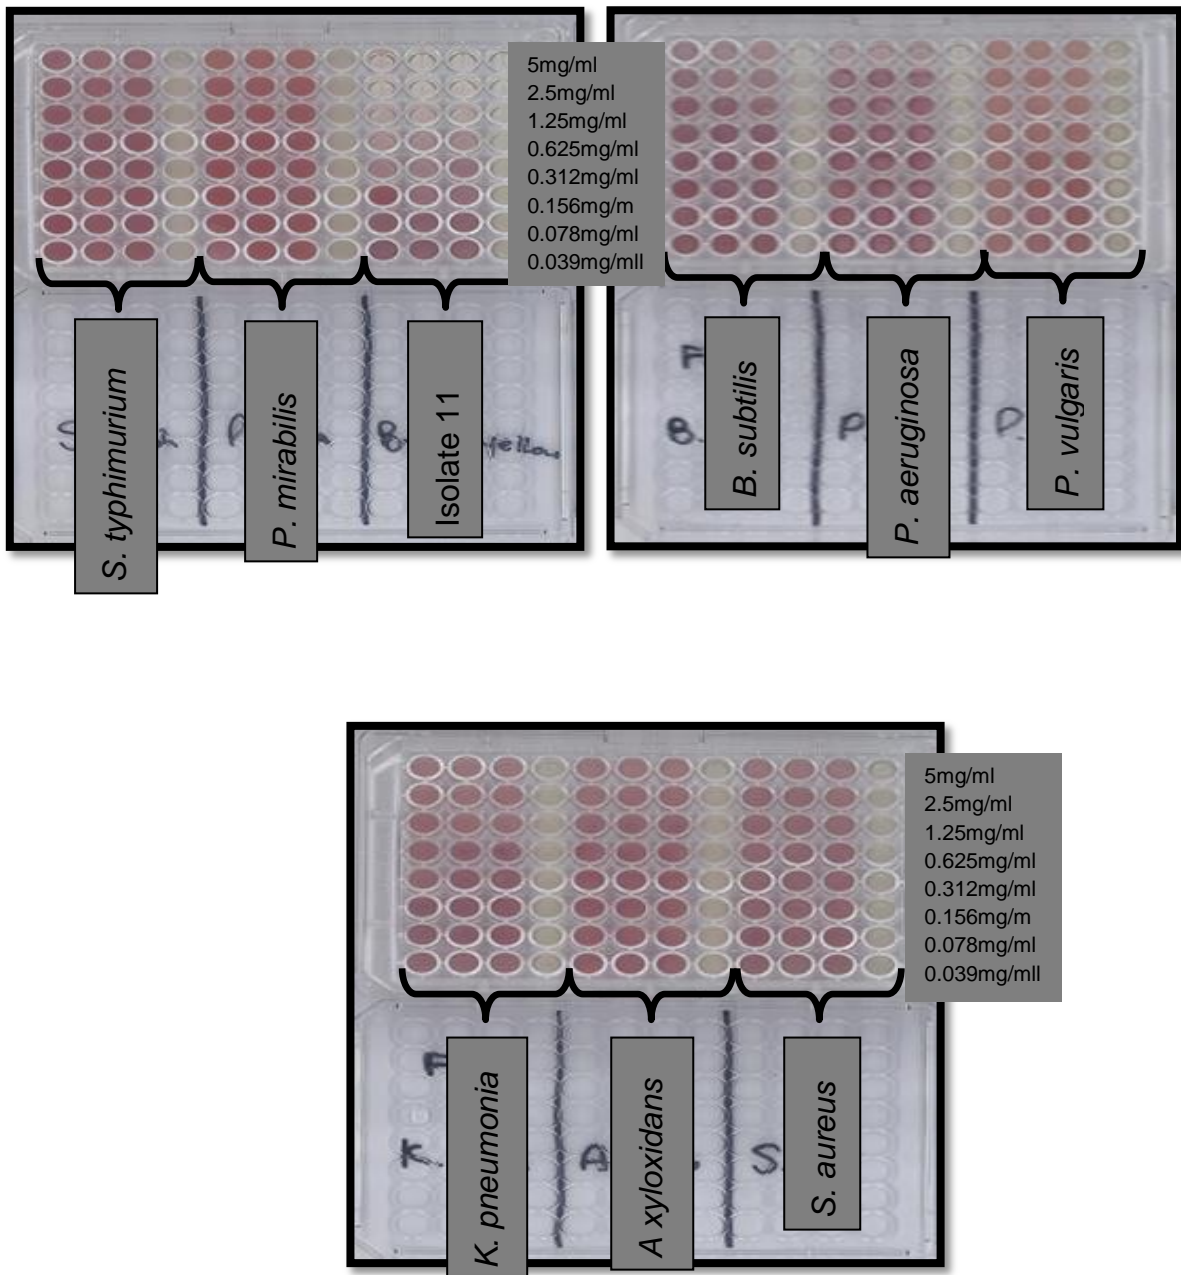 5mg/ml
2.5mg/ml
1.25mg/ml
0.625mg/ml
0.312mg/ml
0.156mg/m
0.078mg/ml
0.039mg/mll
S. typhimurium
P. mirabilis
Isolate 11
B. subtilis
P. aeruginosa
P. vulgaris
5mg/ml
2.5mg/ml
1.25mg/ml
0.625mg/ml
0.312mg/ml
0.156mg/m
0.078mg/ml
0.039mg/mll
K. pneumonia
A xyloxidans
S. aureus